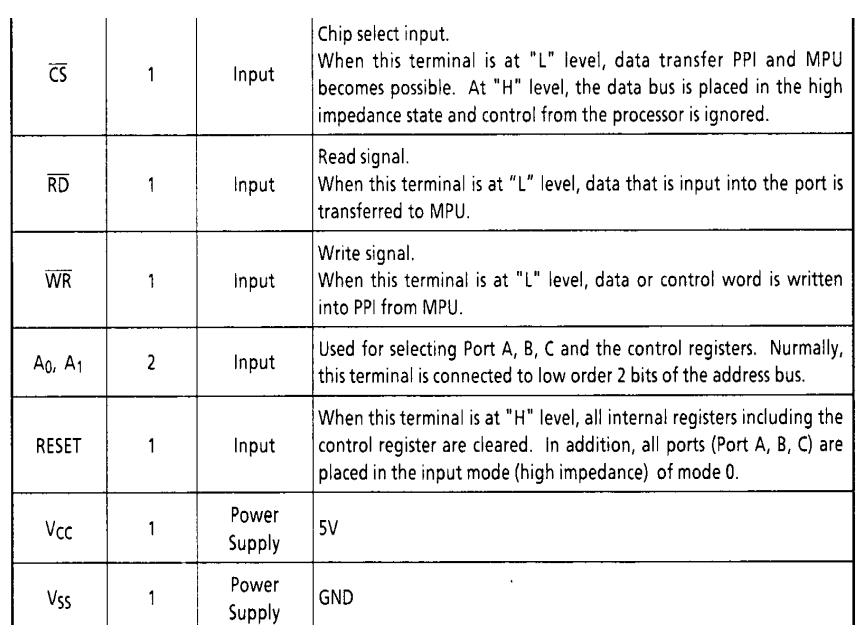 Chip select input.
C̅S̅ 1 Input When this terminal is at "L" level, data transfer PPI and MPU
becomes possible. At "H" level, the data bus is placed in the high
impedance state and control from the processor is ignored.
Read signal.
R̅D̅ 1 Input When this terminal is at "L" level, data that is input into the port is
transferred to MPU.
Write signal.
W̅R̅ 1 Input When this terminal is at "L" level, data or control word is written
into PPI from MPU.
A0, A1 2 Input Used for selecting Port A, B, C and the control registers. Nurmally,
this terminal is connected to low order 2 bits of the address bus.
When this terminal is at "H" level, all internal registers including the
RESET 1 Input control register are cleared. In addition, all ports (Port A, B, C) are
placed in the input mode (high impedance) of mode 0.
VCC 1 Power Supply 5V
VSS 1 Power Supply GND